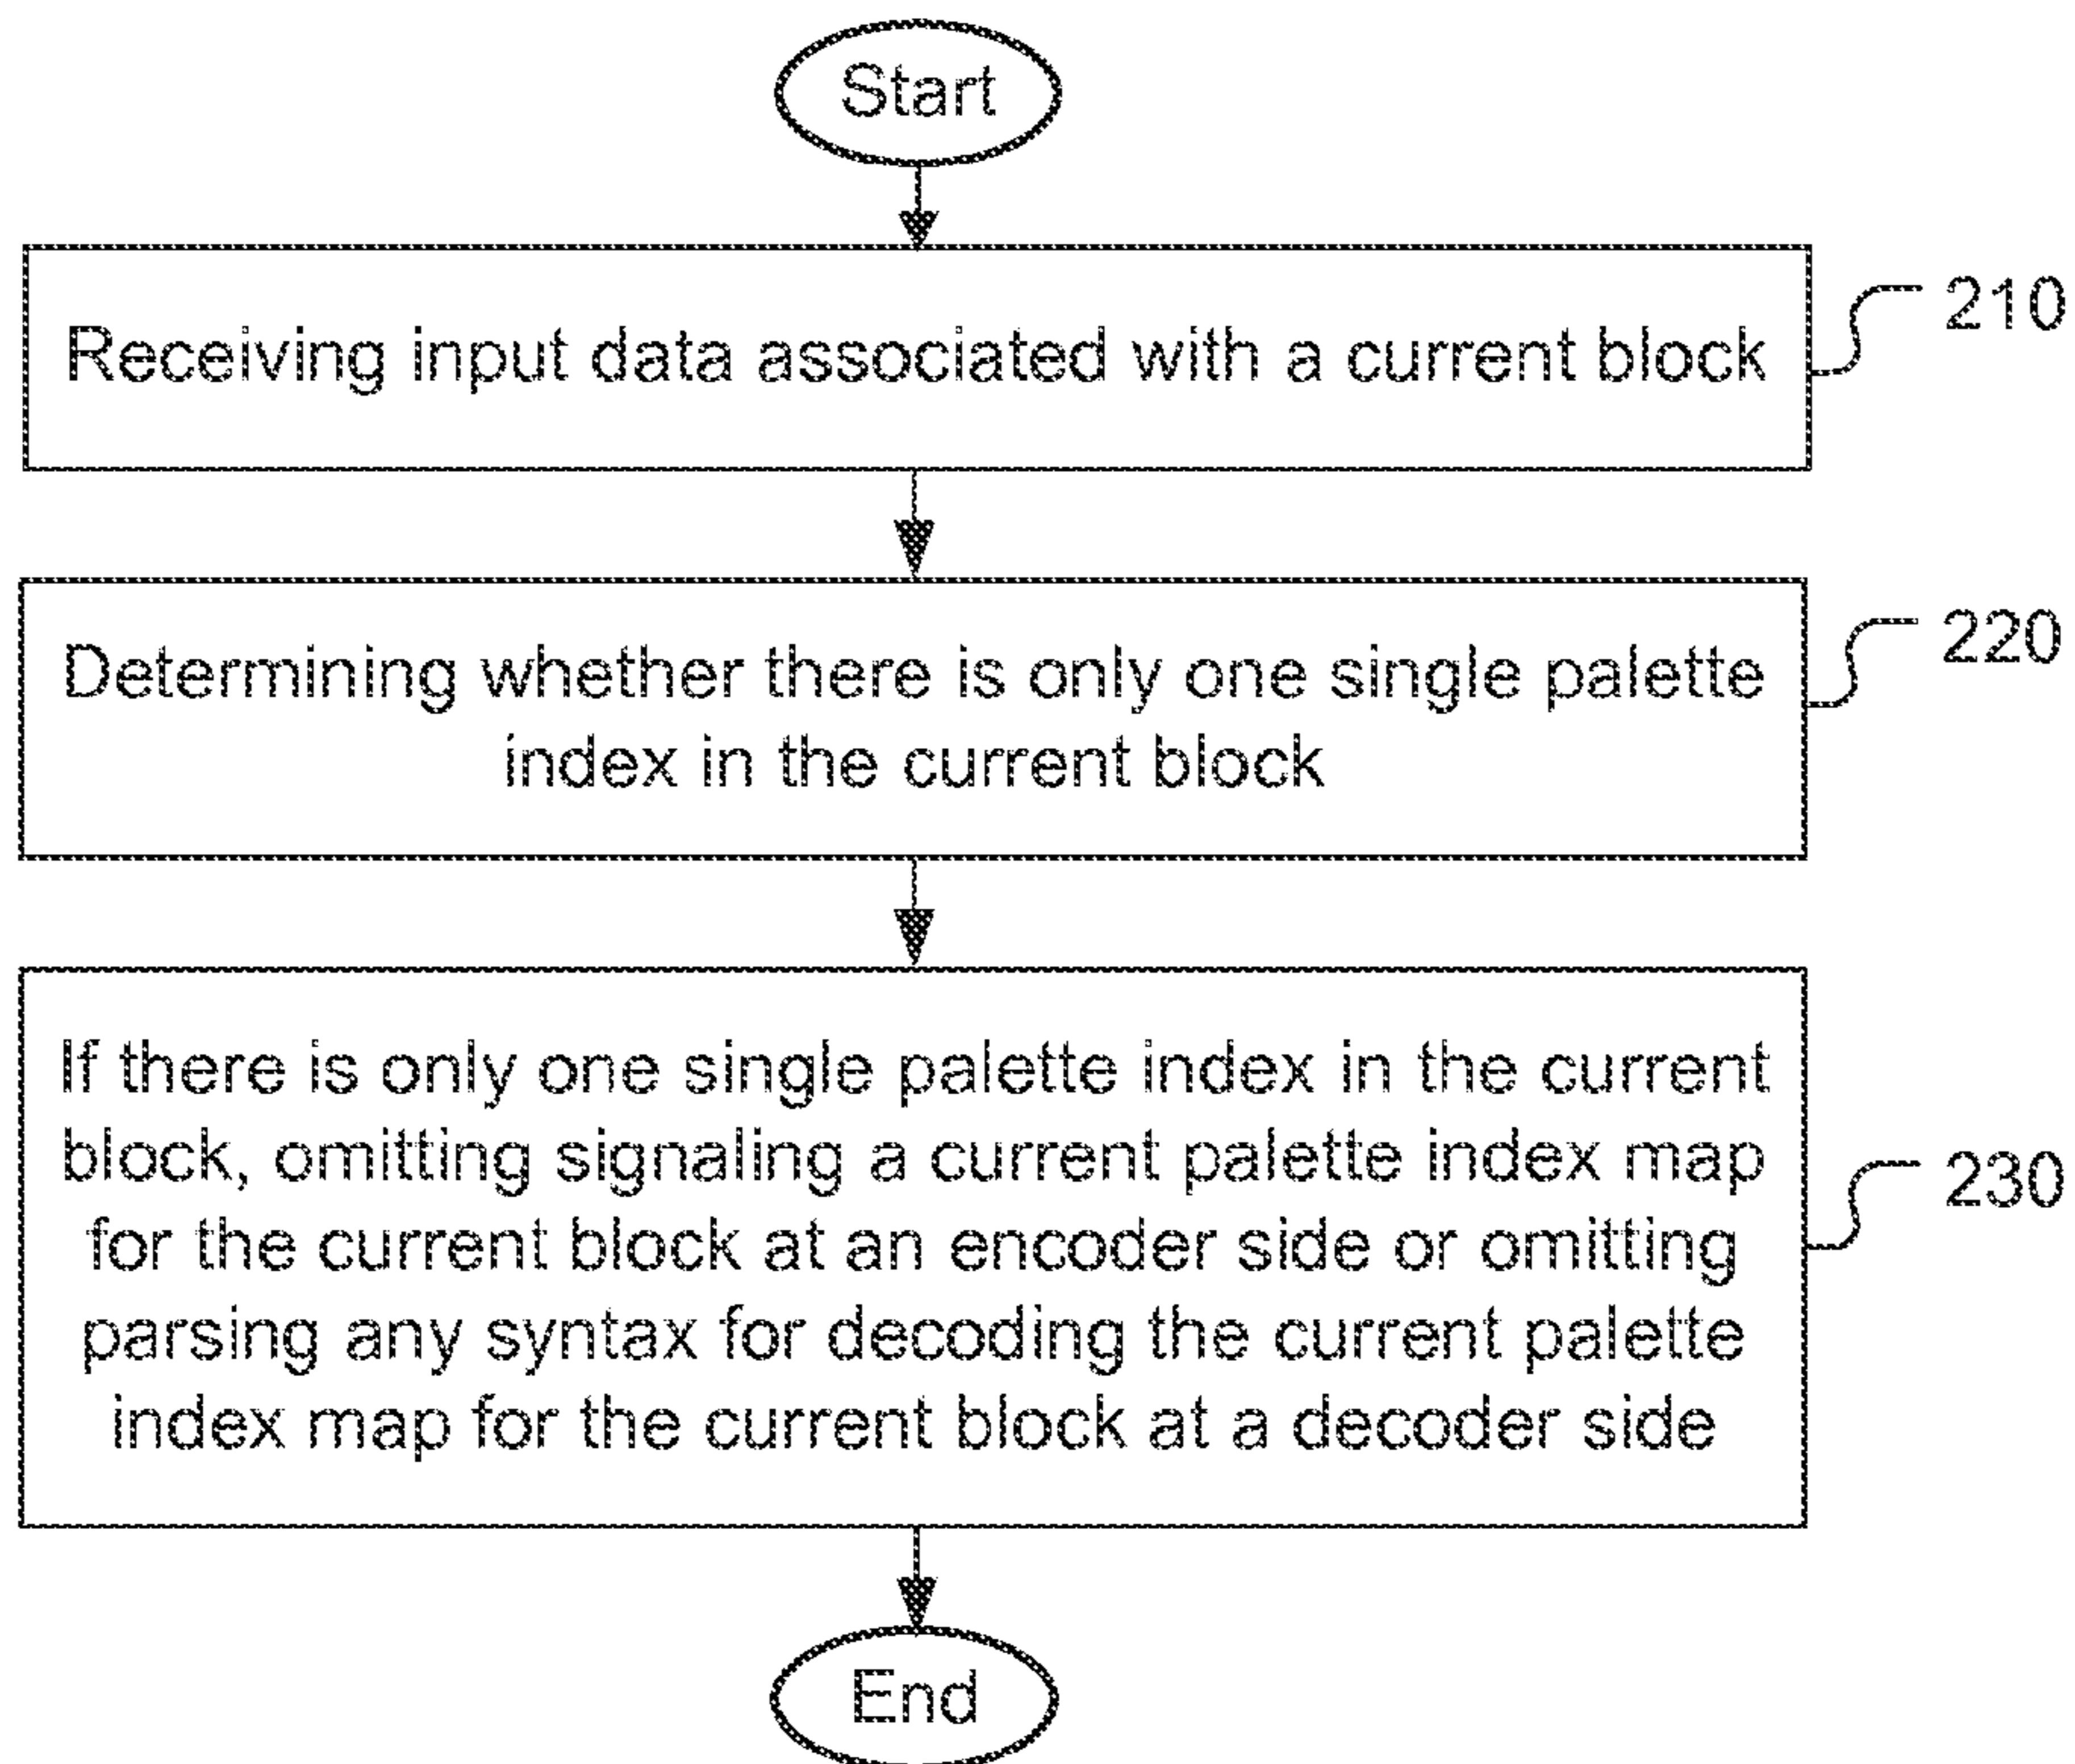 Start
Receiving input data associated with a current block
210
Determining whether there is only one single palette
index in the current block
220
If there is only one single palette index in the current
block, omitting signaling a current palette index map
for the current block at an encoder side or omitting
parsing any syntax for decoding the current palette
index map for the current block at a decoder side
230
End